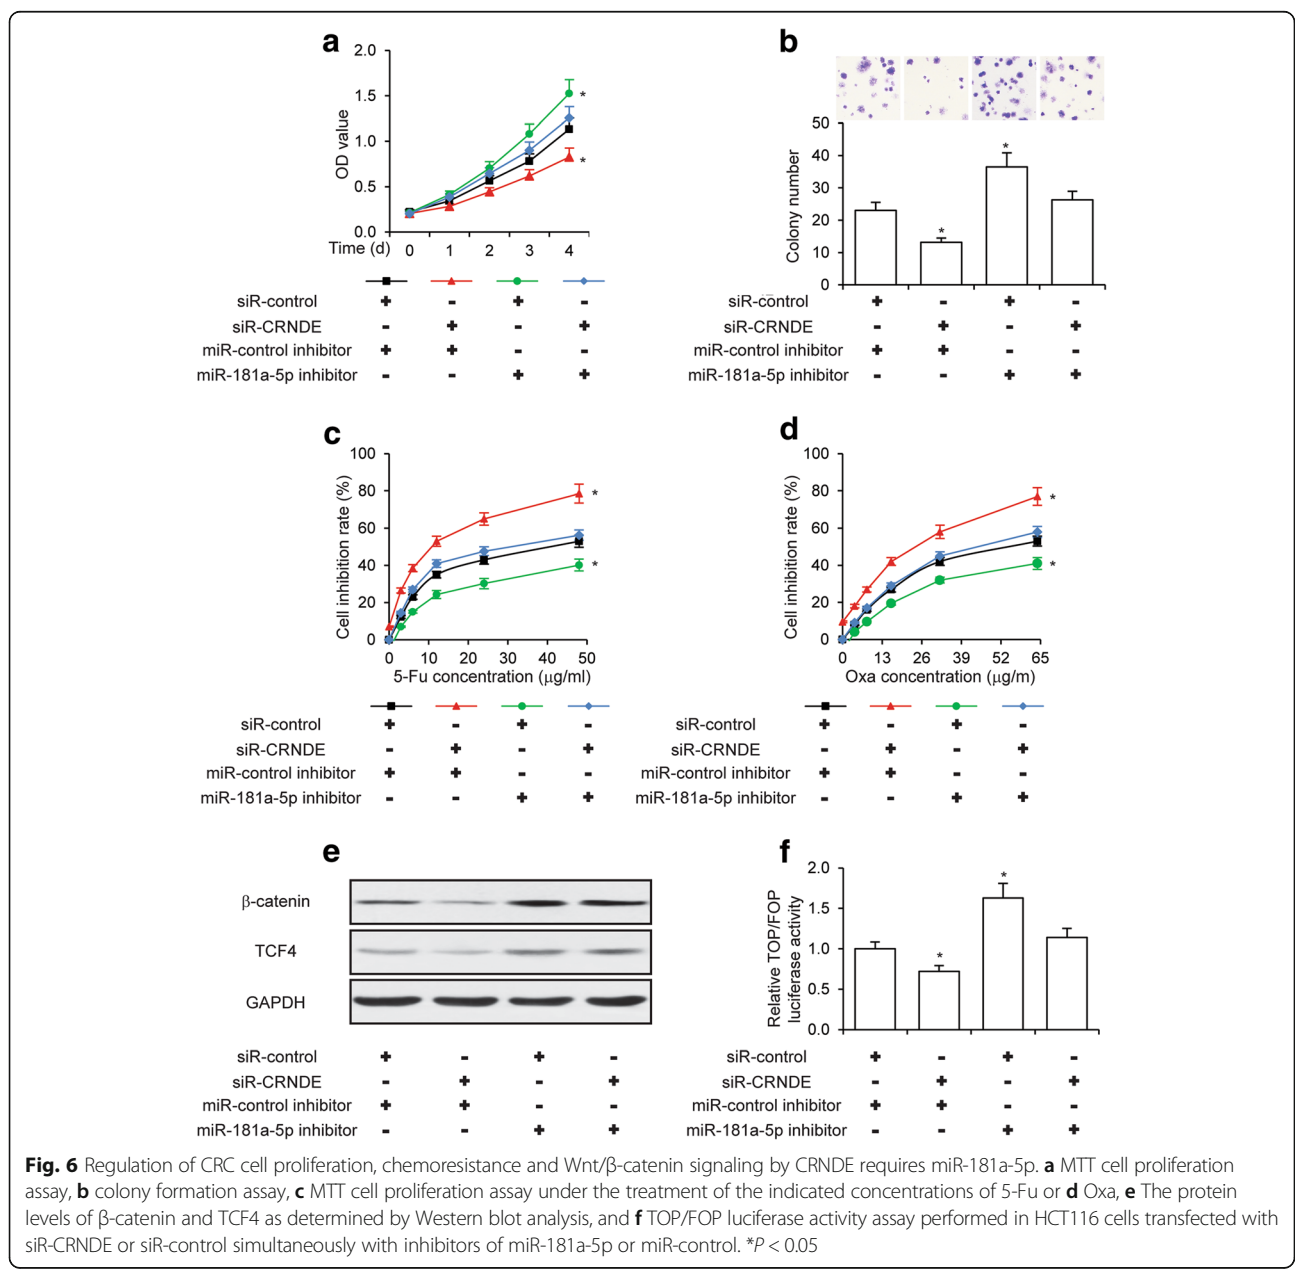 a
2.0
1.5
1.0
0.5
0.0
OD value
*
*
Time (d) 0 1 2 3 4
siR-control + - + -
siR-CRNDE - + - +
miR-control inhibitor + + - -
miR-181a-5p inhibitor - - + +
b
50
40
30
20
10
0
Colony number
*
*
siR-control + - + -
siR-CRNDE - + - +
miR-control inhibitor + + - -
miR-181a-5p inhibitor - - + +
c
100
80
60
40
20
0
Cell inhibition rate (%)
*
*
0 10 20 30 40 50
5-Fu concentration (μg/ml)
siR-control + - + -
siR-CRNDE - + - +
miR-control inhibitor + + - -
miR-181a-5p inhibitor - - + +
d
100
80
60
40
20
0
Cell inhibition rate (%)
*
*
0 13 26 39 52 65
Oxa concentration (μg/m)
siR-control + - + -
siR-CRNDE - + - +
miR-control inhibitor + + - -
miR-181a-5p inhibitor - - + +
e
β-catenin
TCF4
GAPDH
siR-control + - + -
siR-CRNDE - + - +
miR-control inhibitor + + - -
miR-181a-5p inhibitor - - + +
f
2.0
1.5
1.0
0.5
0.0
Relative TOP/FOP
luciferase activity
*
*
siR-control + - + -
siR-CRNDE - + - +
miR-control inhibitor + + - -
miR-181a-5p inhibitor - - + +
Fig. 6 Regulation of CRC cell proliferation, chemoresistance and Wnt/β-catenin signaling by CRNDE requires miR-181a-5p. a MTT cell proliferation
assay, b colony formation assay, c MTT cell proliferation assay under the treatment of the indicated concentrations of 5-Fu or d Oxa, e The protein
levels of β-catenin and TCF4 as determined by Western blot analysis, and f TOP/FOP luciferase activity assay performed in HCT116 cells transfected with
siR-CRNDE or siR-control simultaneously with inhibitors of miR-181a-5p or miR-control. *P < 0.05